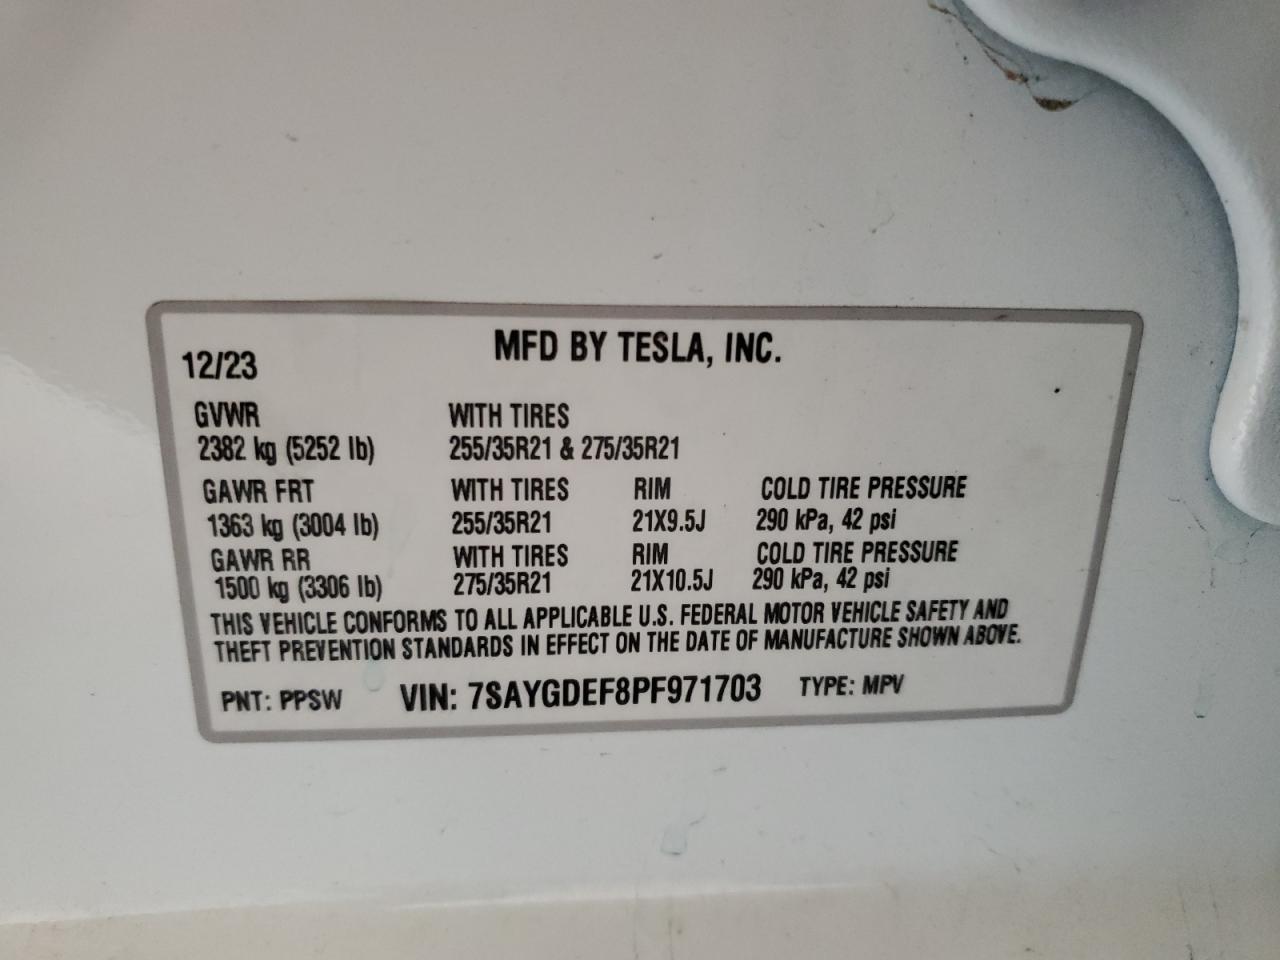 MFD BY TESLA, INC.
12/23
GVWR WITH TIRES
2382 kg (5252 lb) 255/35R21 & 275/35R21
GAWR FRT WITH TIRES RIM COLD TIRE PRESSURE
1363 kg (3004 lb) 255/35R21 21X9.5J 290 kPa, 42 psi
GAWR RR WITH TIRES RIM COLD TIRE PRESSURE
1500 kg (3306 lb) 275/35R21 21X10.5J 290 kPa, 42 psi
THIS VEHICLE CONFORMS TO ALL APPLICABLE U.S. FEDERAL MOTOR VEHICLE SAFETY AND
THEFT PREVENTION STANDARDS IN EFFECT ON THE DATE OF MANUFACTURE SHOWN ABOVE.
PNT: PPSW VIN: 7SAYGDEF8PF971703 TYPE: MPV